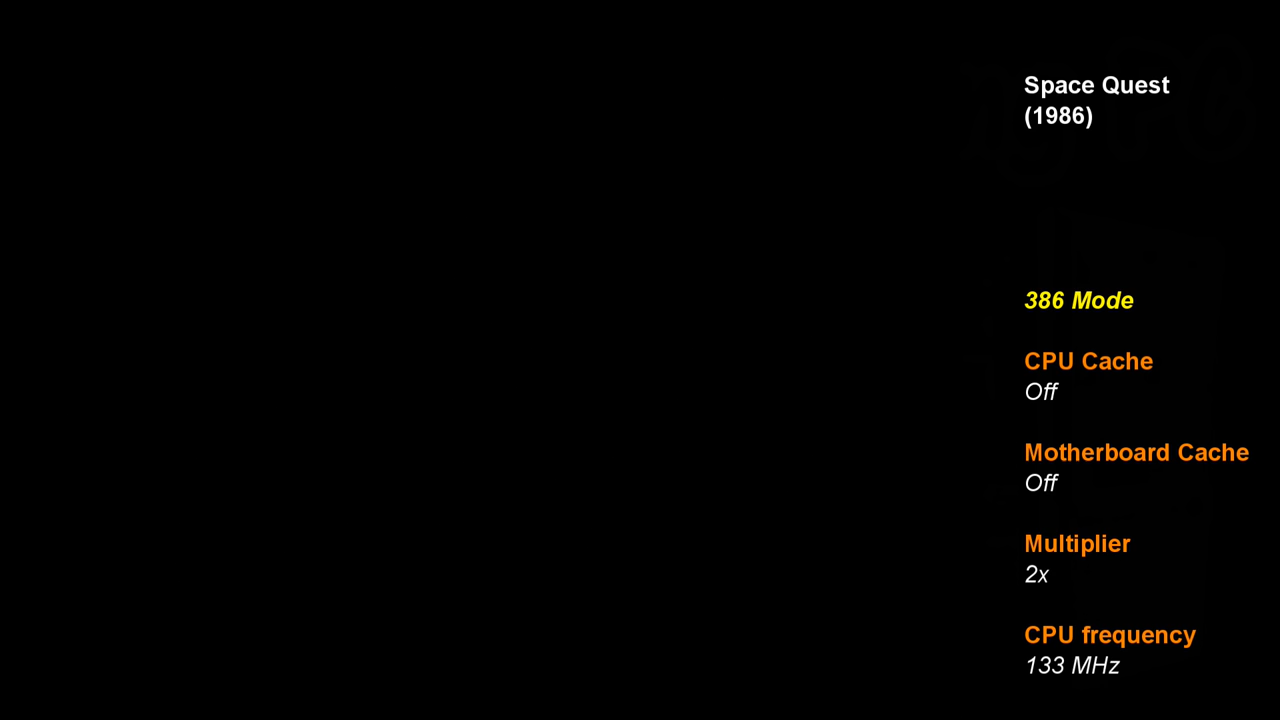 Space Quest
(1986)
386 Mode
CPU Cache
Off
Motherboard Cache
Off
Multiplier
2x
CPU frequency
133 MHz